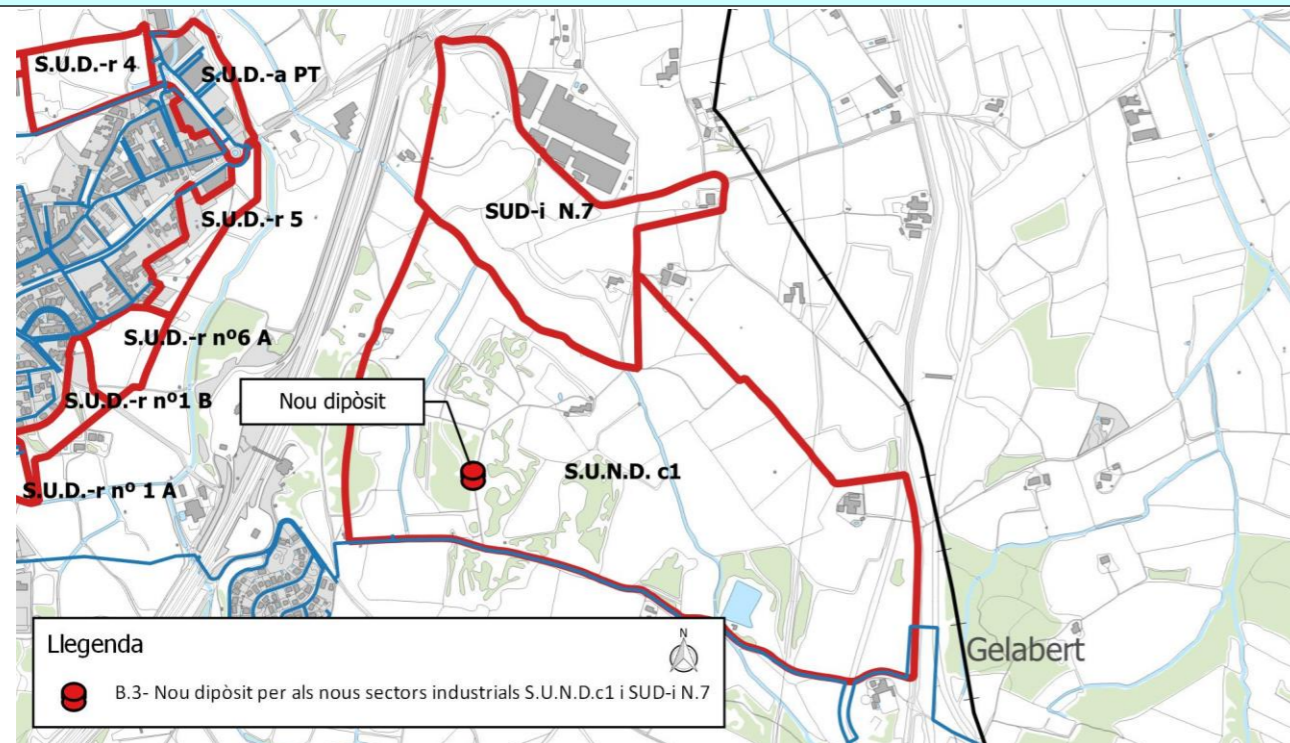 S.U.D.-r 4
S.U.D.-a PT
S.U.D.-r 5
SUD-i N.7
S.U.D.-r nº6 A
S.U.D.-r nº1 B
Nou dipòsit
S.U.N.D. c1
S.U.D.-r nº 1 A
Gelabert
Llegenda
N
B.3- Nou dipòsit per als nous sectors industrials S.U.N.D.c1 i SUD-i N.7